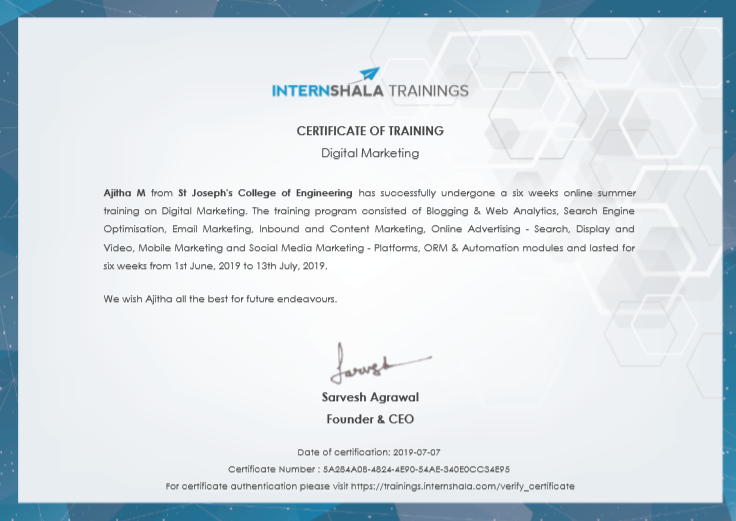 INTERNSHALA TRAININGS
CERTIFICATE OF TRAINING
Digital Marketing
Ajitha M from St Joseph's College of Engineering has successfully undergone a six weeks online summer
training on Digital Marketing. The training program consisted of Blogging & Web Analytics, Search Engine
Optimisation, Email Marketing, Inbound and Content Marketing, Online Advertising - Search, Display and
Video, Mobile Marketing and Social Media Marketing - Platforms, ORM & Automation modules and lasted for
six weeks from 1st June, 2019 to 13th July, 2019.
We wish Ajitha all the best for future endeavours.
Sarvesh
Sarvesh Agrawal
Founder & CEO
Date of certification: 2019-07-07
Certificate Number : 5A284A08-4824-4E90-54AE-340E0CC34E95
For certificate authentication please visit https://trainings.internshala.com/verify_certificate